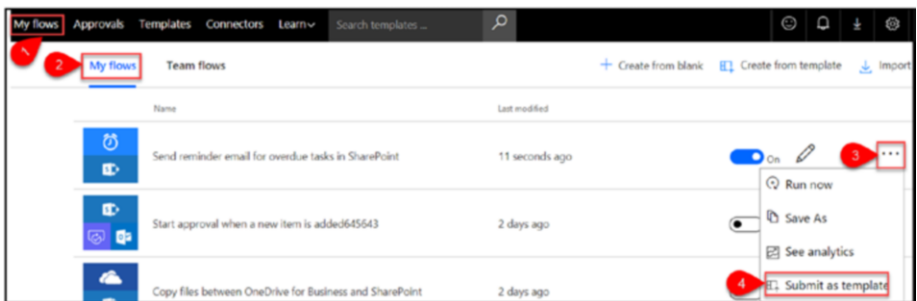 My flows Approvals Templates Connectors Learn Search templates ...
1
2 My flows Team flows Create from blank Create from template Import
Name Last modified
Send reminder email for overdue tasks in SharePoint 11 seconds ago On 3 ...
Run now
Save As
Start approval when a new item is added645643 2 days ago
See analytics
4 Submit as template
Copy files between OneDrive for Business and SharePoint 2 days ago